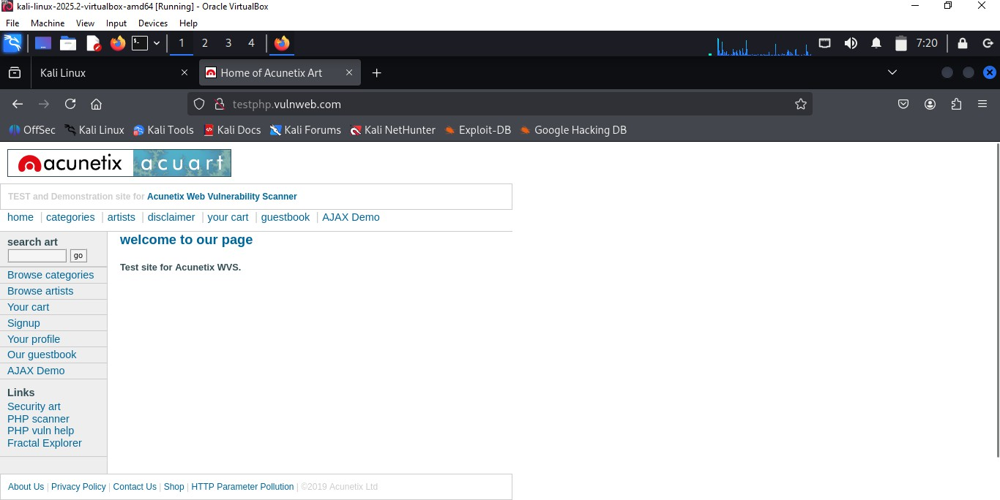 kali-linux-2025.2-virtualbox-amd64 [Running] - Oracle VirtualBox
File Machine View Input Devices Help
1 2 3 4 7:20
Kali Linux Home of Acunetix Art
testphp.vulnweb.com
OffSec Kali Linux Kali Tools Kali Docs Kali Forums Kali NetHunter Exploit-DB Google Hacking DB
acunetix acuart
TEST and Demonstration site for Acunetix Web Vulnerability Scanner
home | categories | artists | disclaimer | your cart | guestbook | AJAX Demo
search art
go
Browse categories
Browse artists
Your cart
Signup
Your profile
Our guestbook
AJAX Demo
Links
Security art
PHP scanner
PHP vuln help
Fractal Explorer
welcome to our page
Test site for Acunetix WVS.
About Us | Privacy Policy | Contact Us | Shop | HTTP Parameter Pollution | ©2019 Acunetix Ltd